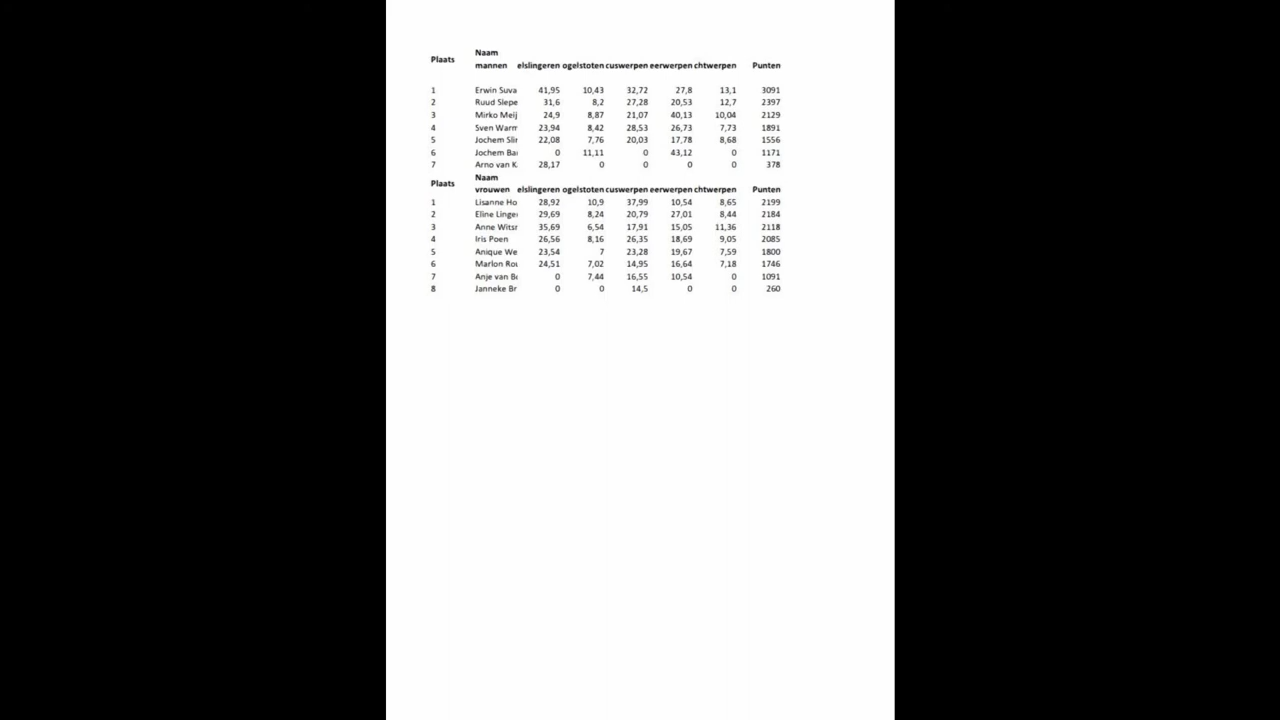 Plaats Naam mannen elslingeren ogelstoten cuswerpen eerwerpen chtwerpen Punten
1 Erwin Suva 41,95 10,43 32,72 27,8 13,1 3091
2 Ruud Slepe 31,6 8,2 27,28 20,53 12,7 2397
3 Mirko Meij 24,9 8,87 21,07 40,13 10,04 2129
4 Sven Warm 23,94 8,42 28,53 26,73 7,73 1891
5 Jochem Slin 22,08 7,76 20,03 17,78 8,68 1556
6 Jochem Bar 0 11,11 0 43,12 0 1171
7 Arno van K 28,17 0 0 0 0 378
Plaats Naam vrouwen elslingeren ogelstoten cuswerpen eerwerpen chtwerpen Punten
1 Lisanne Ho 28,92 10,9 37,99 10,54 8,65 2199
2 Eline Linge 29,69 8,24 20,79 27,01 8,44 2184
3 Anne Witsr 35,69 6,54 17,91 15,05 11,36 2118
4 Iris Poen 26,56 8,16 26,35 18,69 9,05 2085
5 Anique We 23,54 7 23,28 19,67 7,59 1800
6 Marlon Rou 24,51 7,02 14,95 16,64 7,18 1746
7 Anje van Bo 0 7,44 16,55 10,54 0 1091
8 Janneke Br 0 0 14,5 0 0 260